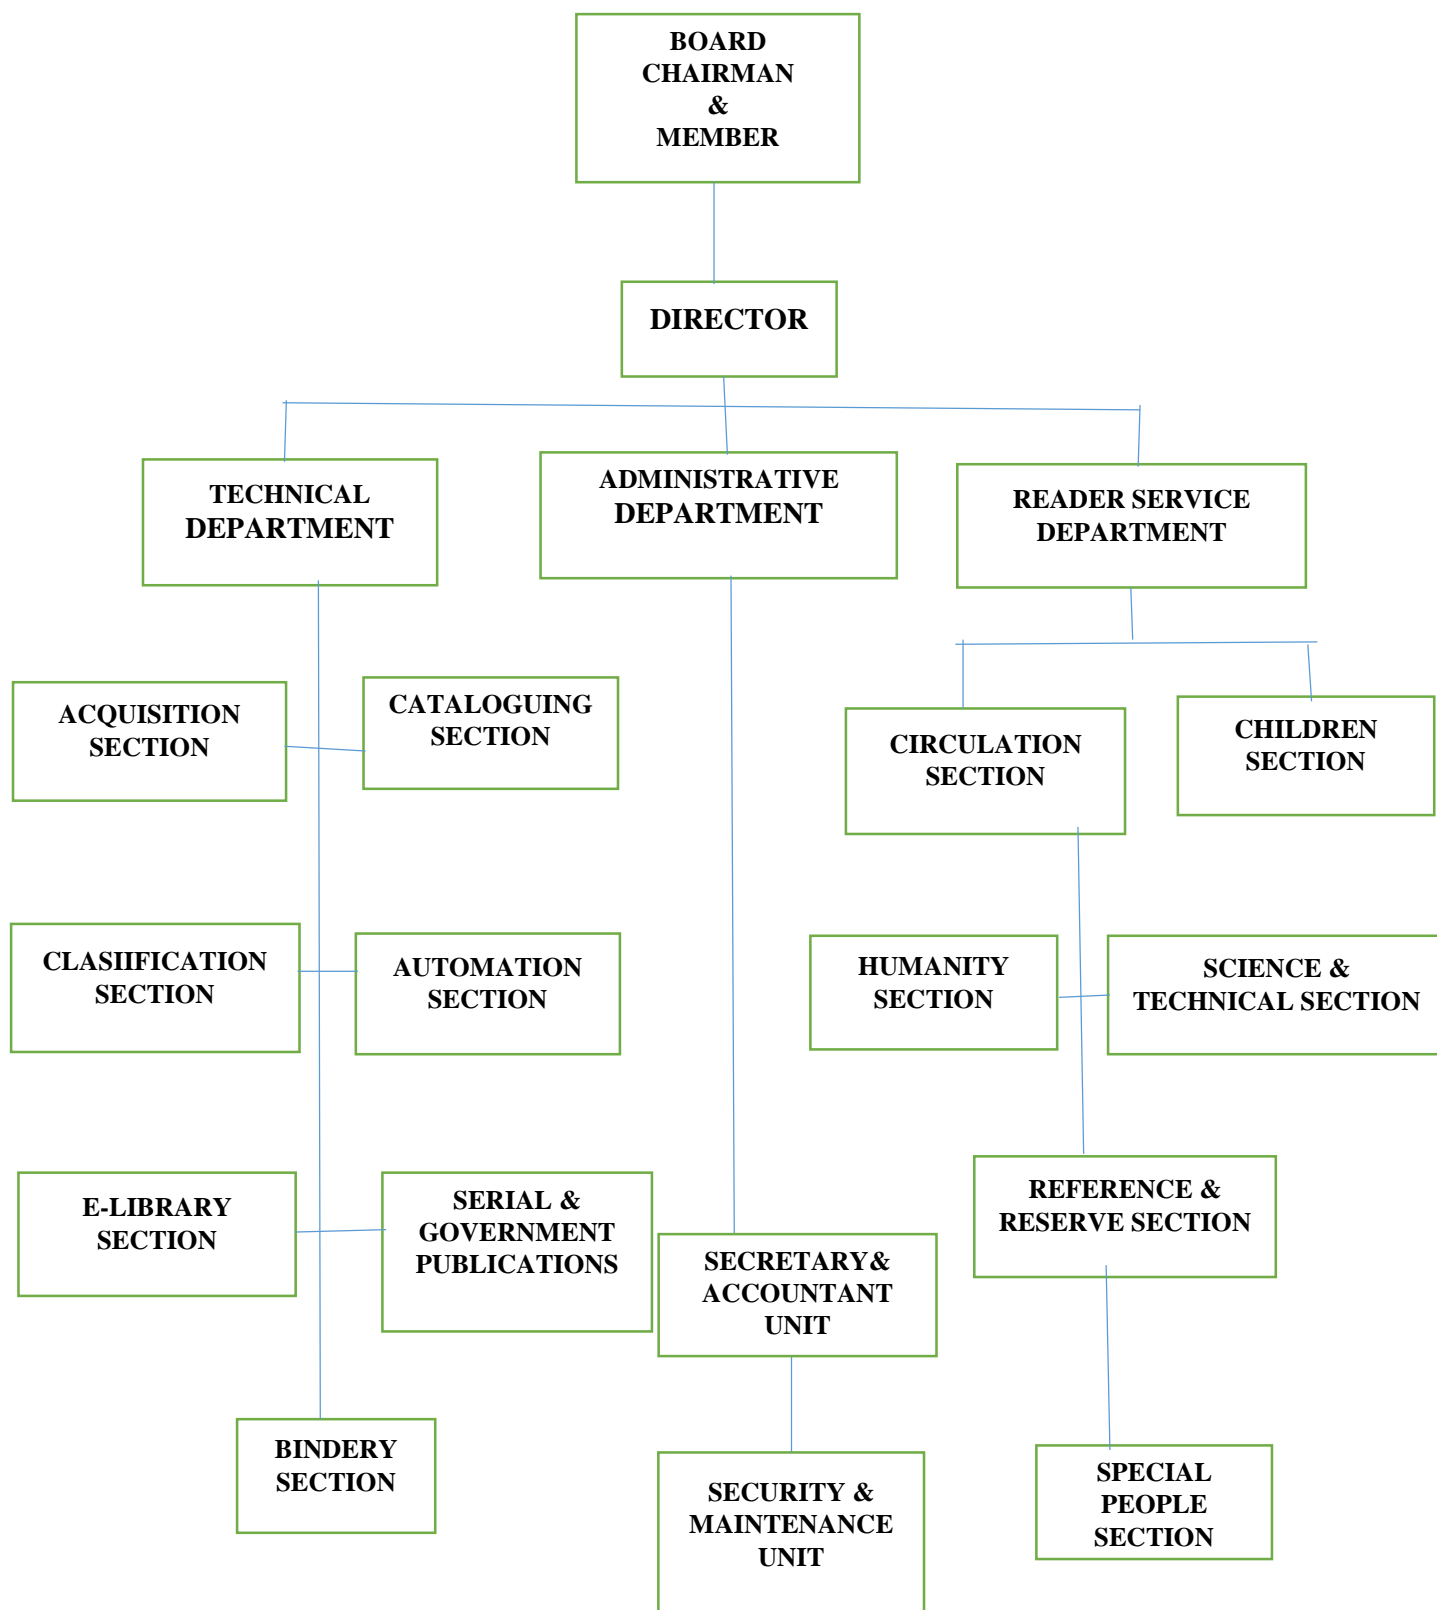 BOARD
CHAIRMAN
&
MEMBER
DIRECTOR
TECHNICAL
DEPARTMENT
ADMINISTRATIVE
DEPARTMENT
READER SERVICE
DEPARTMENT
ACQUISITION
SECTION
CATALOGUING
SECTION
CIRCULATION
SECTION
CHILDREN
SECTION
CLASIIFICATION
SECTION
AUTOMATION
SECTION
HUMANITY
SECTION
SCIENCE &
TECHNICAL SECTION
E-LIBRARY
SECTION
SERIAL &
GOVERNMENT
PUBLICATIONS
SECRETARY&
ACCOUNTANT
UNIT
REFERENCE &
RESERVE SECTION
BINDERY
SECTION
SECURITY &
MAINTENANCE
UNIT
SPECIAL
PEOPLE
SECTION